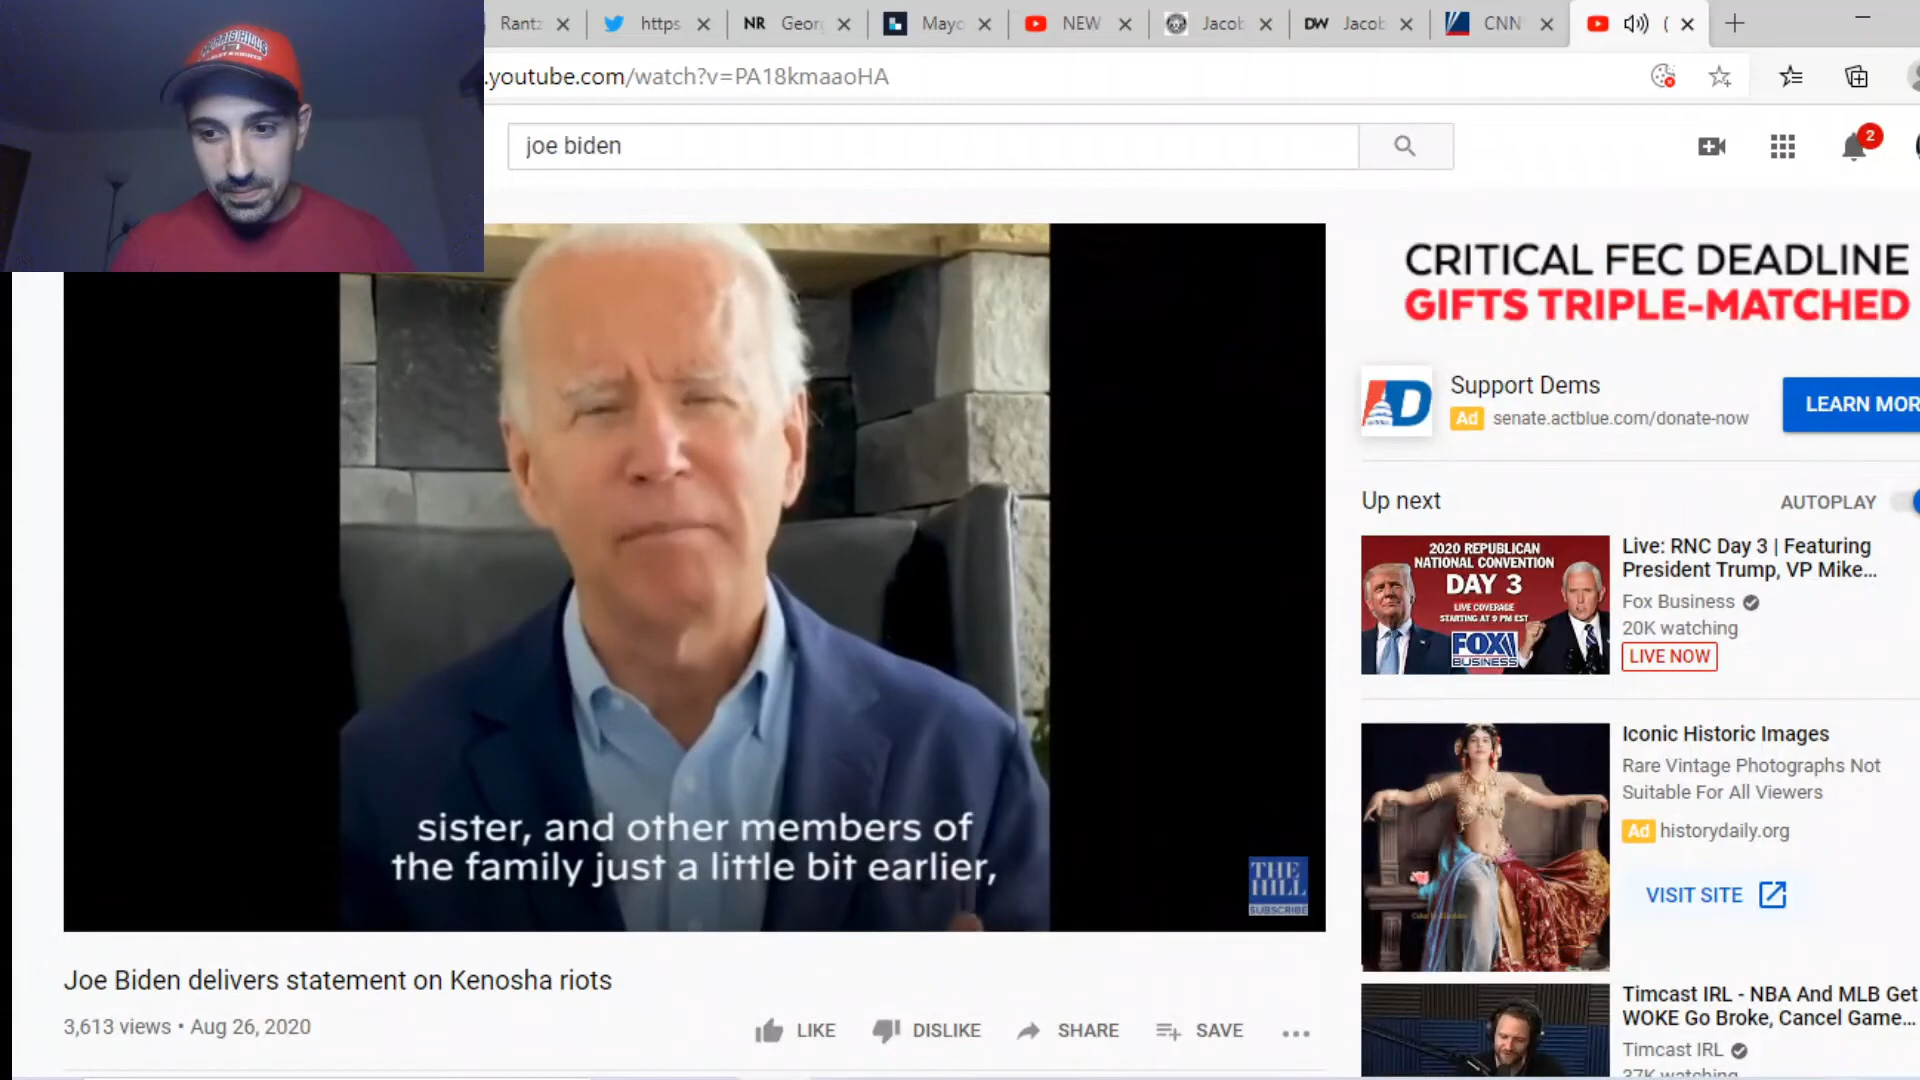 MORRIS HILLS
Rantz
https
NR Geor
Mayo
NEW
Jacob
DW Jacob
CNN
(
.youtube.com/watch?v=PA18kmaaoHA
joe biden
2
sister, and other members of
the family just a little bit earlier,
THE
HILL
SUBSCRIBE
Joe Biden delivers statement on Kenosha riots
3,613 views • Aug 26, 2020
LIKE
DISLIKE
SHARE
SAVE
CRITICAL FEC DEADLINE
GIFTS TRIPLE-MATCHED
Support Dems
Ad senate.actblue.com/donate-now
LEARN MOR
Up next
AUTOPLAY
2020 REPUBLICAN
NATIONAL CONVENTION
DAY 3
LIVE COVERAGE
STARTING AT 9 PM EST
FOX
BUSINESS
Live: RNC Day 3 | Featuring
President Trump, VP Mike...
Fox Business
20K watching
LIVE NOW
Iconic Historic Images
Rare Vintage Photographs Not
Suitable For All Viewers
Ad historydaily.org
VISIT SITE
Timcast IRL - NBA And MLB Get
WOKE Go Broke, Cancel Game...
Timcast IRL
37K watching